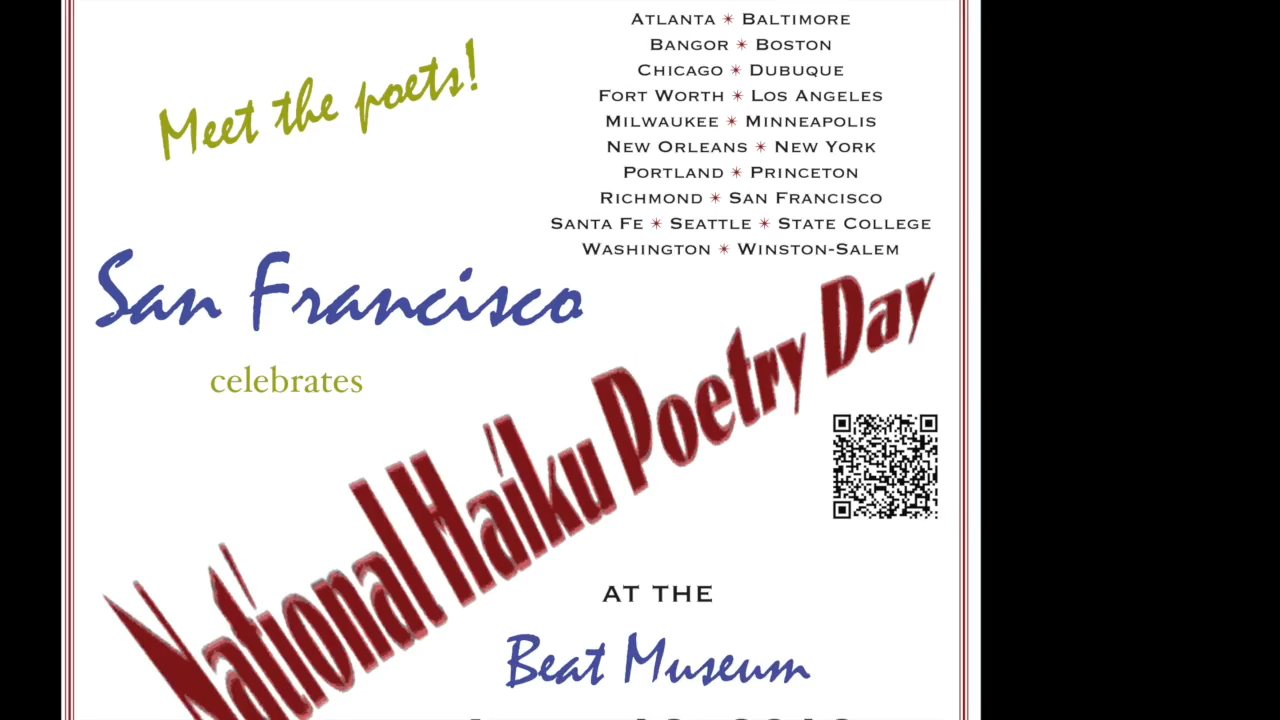 Meet the poets!
ATLANTA ✴ BALTIMORE
BANGOR ✴ BOSTON
CHICAGO ✴ DUBUQUE
FORT WORTH ✴ LOS ANGELES
MILWAUKEE ✴ MINNEAPOLIS
NEW ORLEANS ✴ NEW YORK
PORTLAND ✴ PRINCETON
RICHMOND ✴ SAN FRANCISCO
SANTA FE ✴ SEATTLE ✴ STATE COLLEGE
WASHINGTON ✴ WINSTON-SALEM
San Francisco
celebrates
National Haiku Poetry Day
AT THE
Beat Museum